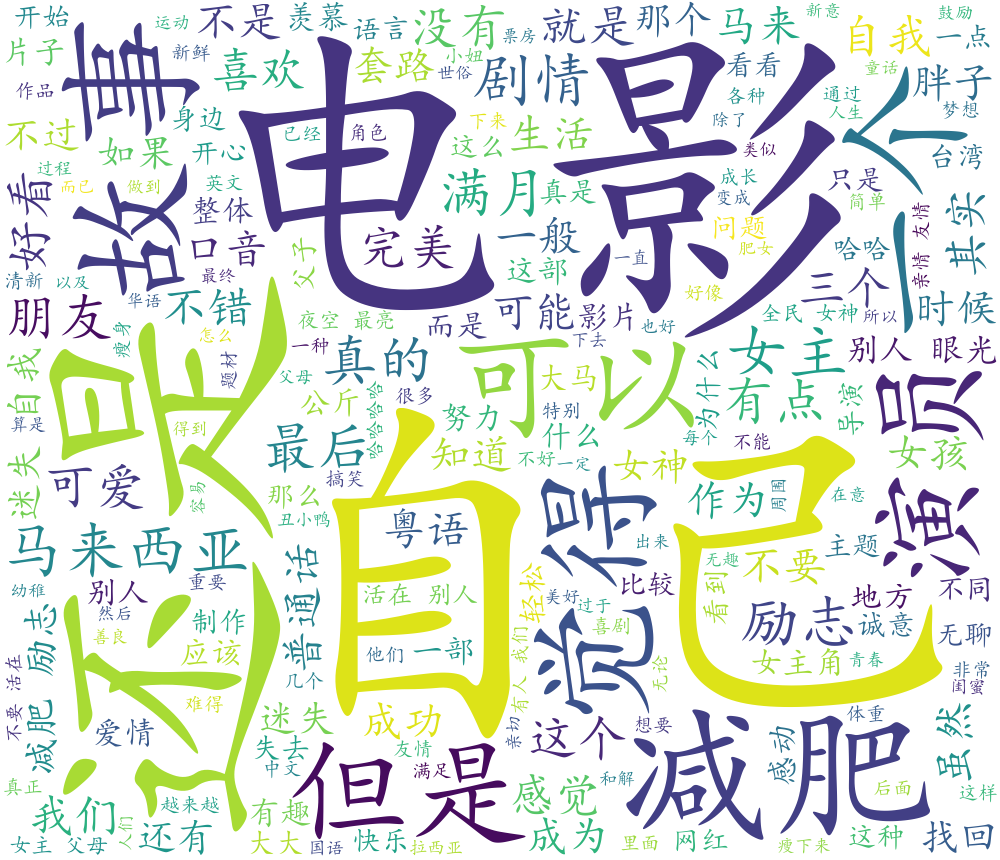 开始
运动
不是
羡慕
语言
没有
票房
就是
那个
马来
新意
自我
鼓励
一点
片子
新鲜
喜欢
套路
小妞
世俗
剧情
看看
童话
胖子
作品
事
身边
已经
角色
下来
各种
通过
人生
梦想
不过
如果
开心
电影
这么
生活
除了
类似
一个
台湾
过程
而已
做到
英文
满月
真是
成长
变成
只是
简单
好看
故事
整体
口音
父子
完美
一般
问题
肥女
哈哈
亲情
友情
其实
清新
以及
最终
这部
一直
好像
三个
华语
朋友
不错
夜空
最亮
而是
可能
影片
也好
全民
女神
所以
时候
瘦身
怎么
一种
真的
下去
女主
别人
眼光
迷失
自我
还是
题材
父母
可以
大马
为什么
有点
导演
演员
算是
得到
公斤
哈哈哈哈
很多
努力
特别
什么
每个
不能
女孩
可爱
容易
最后
搞笑
知道
不好
一定
女神
那么
丑小鸭
自己
觉得
作为
周围
在意
马来西亚
粤语
出来
无趣
看到
不要
主题
幼稚
别人
重要
普通话
活在
别人
轻松
美好
过于
比较
地方
不同
然后
善良
制作
励志
喜剧
励志
诚意
无聊
应该
他们
一部
我们
女主角
青春
活在
不要
减肥
几个
有人
无论
非常
闺蜜
爱情
难得
迷失
成功
亲切
这个
想要
减肥
体重
感动
虽然
失去
中文
但是
友情
满足
感觉
和解
后面
真正
这样
我们
越来越
有趣
女主
父母
人们
还有
大大
国语
快乐
拉西亚
成为
里面
网红
瘦下来
这种
找回